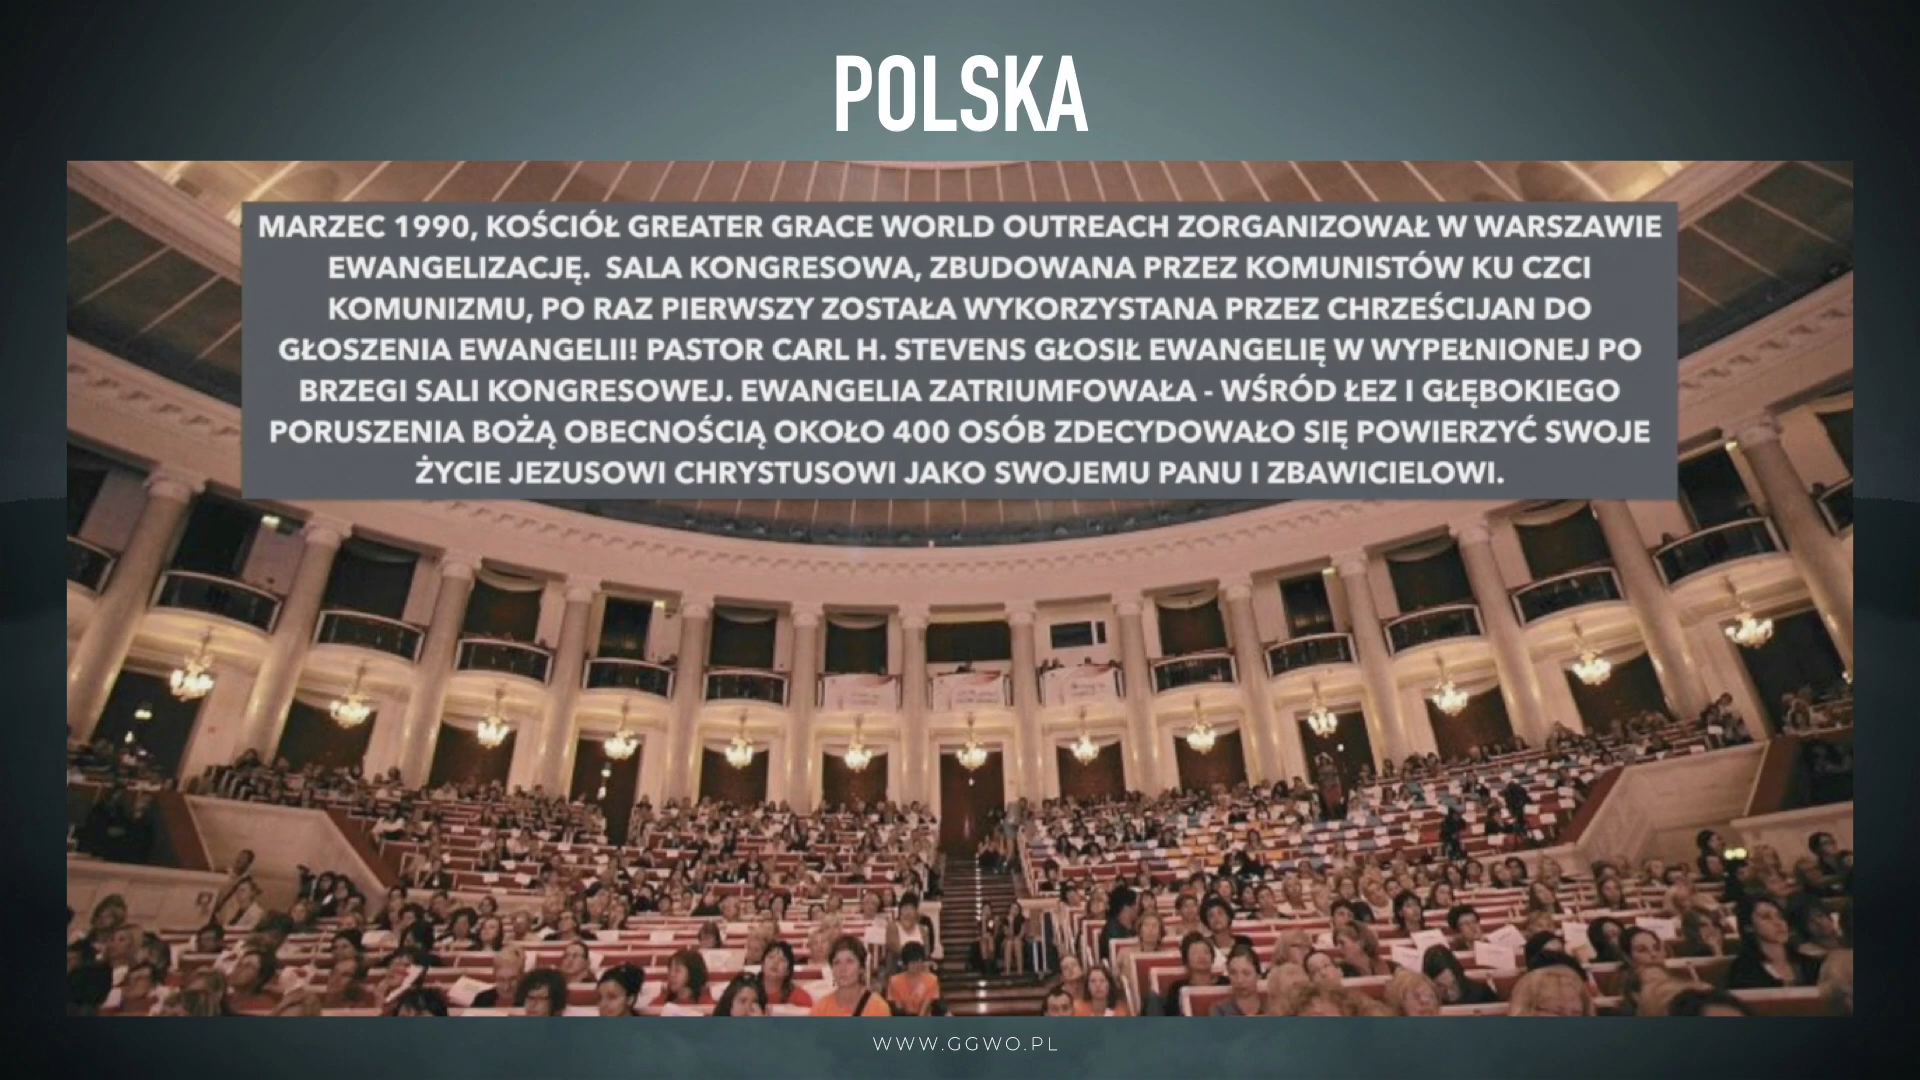 POLSKA
MARZEC 1990, KOŚCIÓŁ GREATER GRACE WORLD OUTREACH ZORGANIZOWAŁ W WARSZAWIE
EWANGELIZACJĘ. SALA KONGRESOWA, ZBUDOWANA PRZEZ KOMUNISTÓW KU CZCI
KOMUNIZMU, PO RAZ PIERWSZY ZOSTAŁA WYKORZYSTANA PRZEZ CHRZEŚCIJAN DO
GŁOSZENIA EWANGELII! PASTOR CARL H. STEVENS GŁOSIŁ EWANGELIĘ W WYPEŁNIONEJ PO
BRZEGI SALI KONGRESOWEJ. EWANGELIA ZATRIUMFOWAŁA - WŚRÓD ŁEZ I GŁĘBOKIEGO
PORUSZENIA BOŻĄ OBECNOŚCIĄ OKOŁO 400 OSÓB ZDECYDOWAŁO SIĘ POWIERZYĆ SWOJE
ŻYCIE JEZUSOWI CHRYSTUSOWI JAKO SWOJEMU PANU I ZBAWICIELOWI.
WWW.GGWO.PL